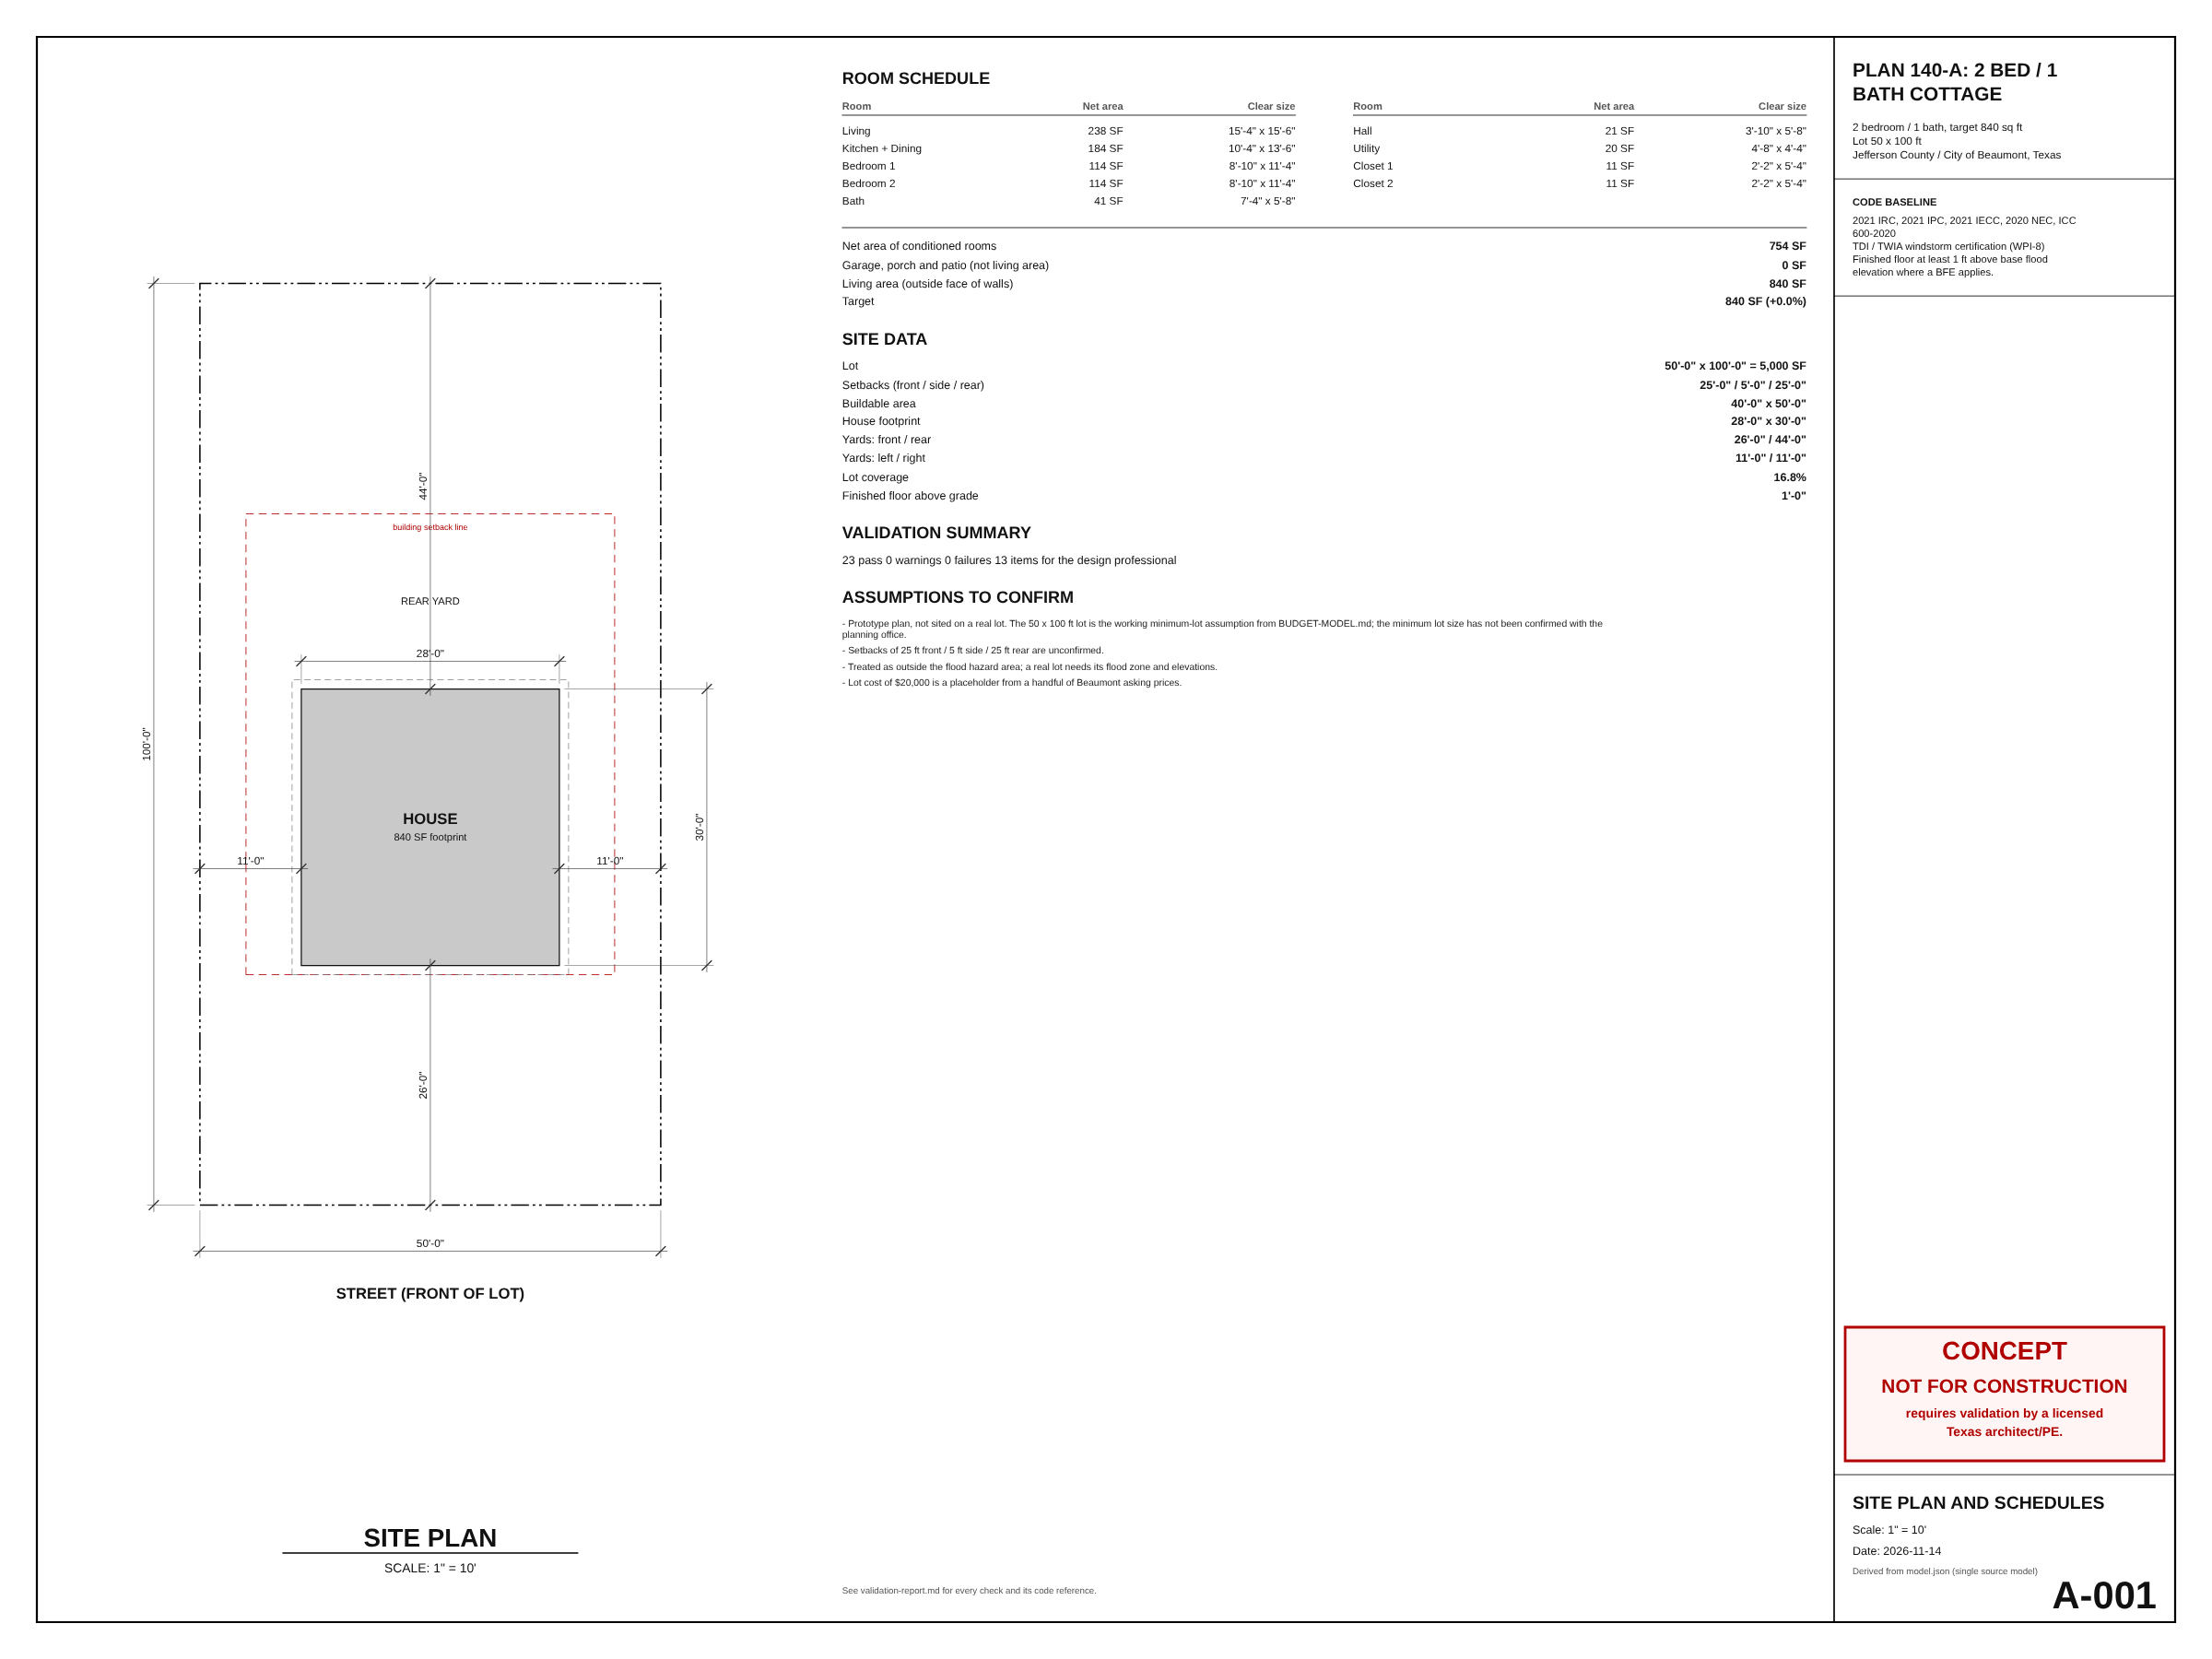 ROOM SCHEDULE
Room Net area Clear size
Living 238 SF 15'-4" x 15'-6"
Kitchen + Dining 184 SF 10'-4" x 13'-6"
Bedroom 1 114 SF 8'-10" x 11'-4"
Bedroom 2 114 SF 8'-10" x 11'-4"
Bath 41 SF 7'-4" x 5'-8"
Room Net area Clear size
Hall 21 SF 3'-10" x 5'-8"
Utility 20 SF 4'-8" x 4'-4"
Closet 1 11 SF 2'-2" x 5'-4"
Closet 2 11 SF 2'-2" x 5'-4"
Net area of conditioned rooms 754 SF
Garage, porch and patio (not living area) 0 SF
Living area (outside face of walls) 840 SF
Target 840 SF (+0.0%)
SITE DATA
Lot 50'-0" x 100'-0" = 5,000 SF
Setbacks (front / side / rear) 25'-0" / 5'-0" / 25'-0"
Buildable area 40'-0" x 50'-0"
House footprint 28'-0" x 30'-0"
Yards: front / rear 26'-0" / 44'-0"
Yards: left / right 11'-0" / 11'-0"
Lot coverage 16.8%
Finished floor above grade 1'-0"
VALIDATION SUMMARY
23 pass 0 warnings 0 failures 13 items for the design professional
ASSUMPTIONS TO CONFIRM
- Prototype plan, not sited on a real lot. The 50 x 100 ft lot is the working minimum-lot assumption from BUDGET-MODEL.md; the minimum lot size has not been confirmed with the
planning office.
- Setbacks of 25 ft front / 5 ft side / 25 ft rear are unconfirmed.
- Treated as outside the flood hazard area; a real lot needs its flood zone and elevations.
- Lot cost of $20,000 is a placeholder from a handful of Beaumont asking prices.
See validation-report.md for every check and its code reference.
44'-0"
building setback line
REAR YARD
28'-0"
100'-0"
HOUSE
840 SF footprint
30'-0"
11'-0"
11'-0"
26'-0"
50'-0"
STREET (FRONT OF LOT)
SITE PLAN
SCALE: 1" = 10'
PLAN 140-A: 2 BED / 1
BATH COTTAGE
2 bedroom / 1 bath, target 840 sq ft
Lot 50 x 100 ft
Jefferson County / City of Beaumont, Texas
CODE BASELINE
2021 IRC, 2021 IPC, 2021 IECC, 2020 NEC, ICC
600-2020
TDI / TWIA windstorm certification (WPI-8)
Finished floor at least 1 ft above base flood
elevation where a BFE applies.
CONCEPT
NOT FOR CONSTRUCTION
requires validation by a licensed
Texas architect/PE.
SITE PLAN AND SCHEDULES
Scale: 1" = 10'
Date: 2026-11-14
Derived from model.json (single source model)
A-001